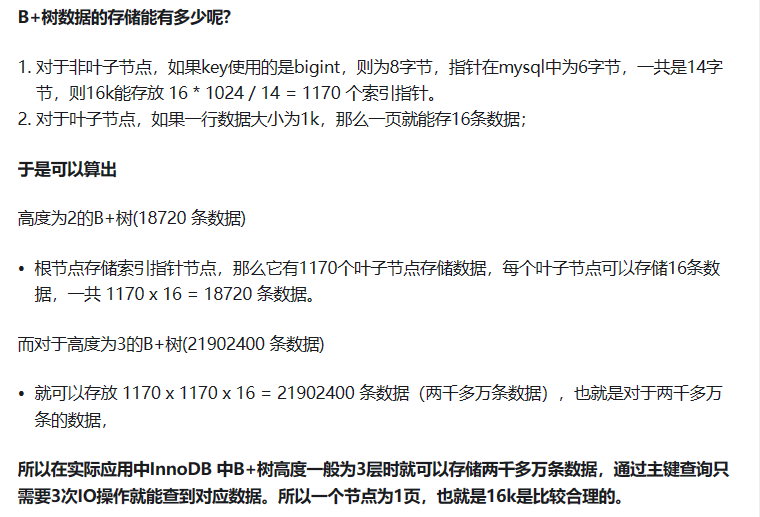 B+树数据的存储能有多少呢?
1. 对于非叶子节点，如果key使用的是bigint，则为8字节，指针在mysql中为6字节，一共是14字
节，则16k能存放 16 * 1024 / 14 = 1170 个索引指针。
2. 对于叶子节点，如果一行数据大小为1k，那么一页就能存16条数据；
于是可以算出
高度为2的B+树(18720 条数据)
• 根节点存储索引指针节点，那么它有1170个叶子节点存储数据，每个叶子节点可以存储16条数
据，一共 1170 x 16 = 18720 条数据。
而对于高度为3的B+树(21902400 条数据)
• 就可以存放 1170 x 1170 x 16 = 21902400 条数据（两千多万条数据），也就是对于两千多万
条的数据，
所以在实际应用中InnoDB 中B+树高度一般为3层时就可以存储两千多万条数据，通过主键查询只
需要3次IO操作就能查到对应数据。所以一个节点为1页，也就是16k是比较合理的。